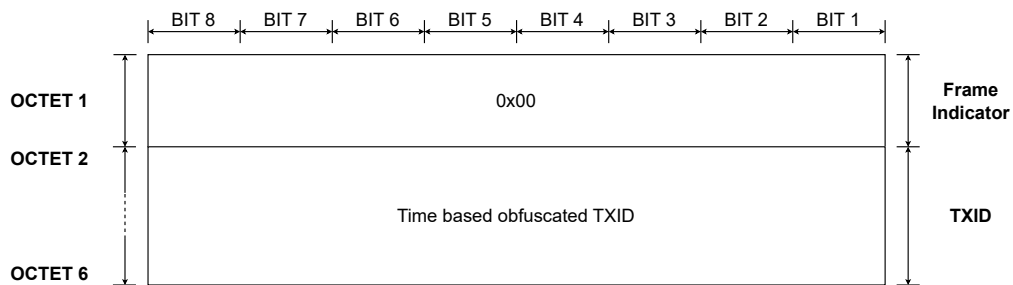 BIT 8 BIT 7 BIT 6 BIT 5 BIT 4 BIT 3 BIT 2 BIT 1
OCTET 1
0x00
Frame
Indicator
OCTET 2
Time based obfuscated TXID
TXID
OCTET 6